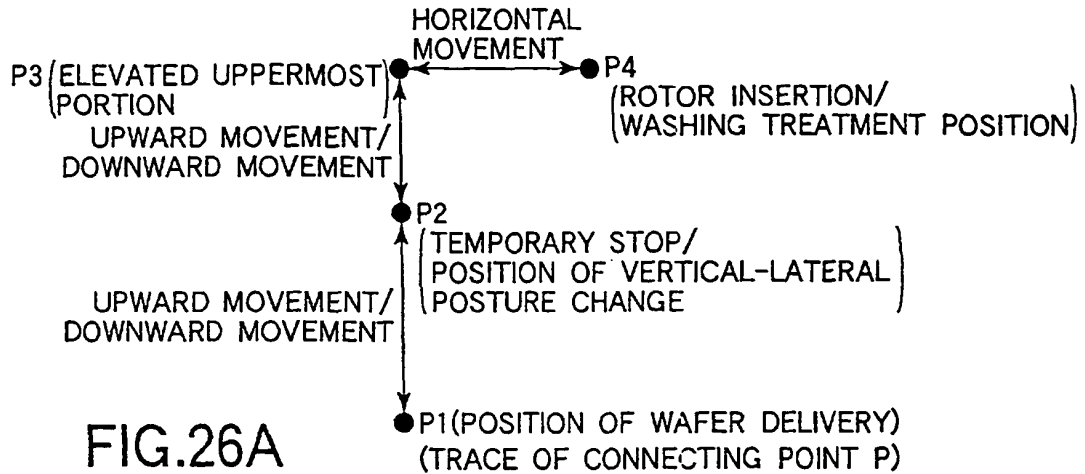 HORIZONTAL
MOVEMENT
P3 (ELEVATED UPPERMOST
PORTION)
P4
(ROTOR INSERTION/
WASHING TREATMENT POSITION)
UPWARD MOVEMENT/
DOWNWARD MOVEMENT
P2
(TEMPORARY STOP/
POSITION OF VERTICAL-LATERAL
POSTURE CHANGE)
UPWARD MOVEMENT/
DOWNWARD MOVEMENT
P1(POSITION OF WAFER DELIVERY)
(TRACE OF CONNECTING POINT P)
FIG.26A